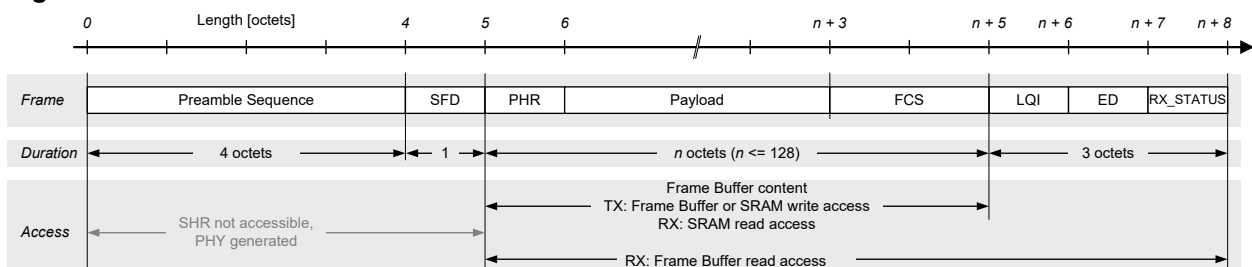 0 Length [octets] 4 5 6 n + 3 n + 5 n + 6 n + 7 n + 8
Frame Preamble Sequence SFD PHR Payload FCS LQI ED RX_STATUS
Duration 4 octets 1 n octets (n <= 128) 3 octets
Frame Buffer content
TX: Frame Buffer or SRAM write access
RX: SRAM read access
Access SHR not accessible,
PHY generated
RX: Frame Buffer read access